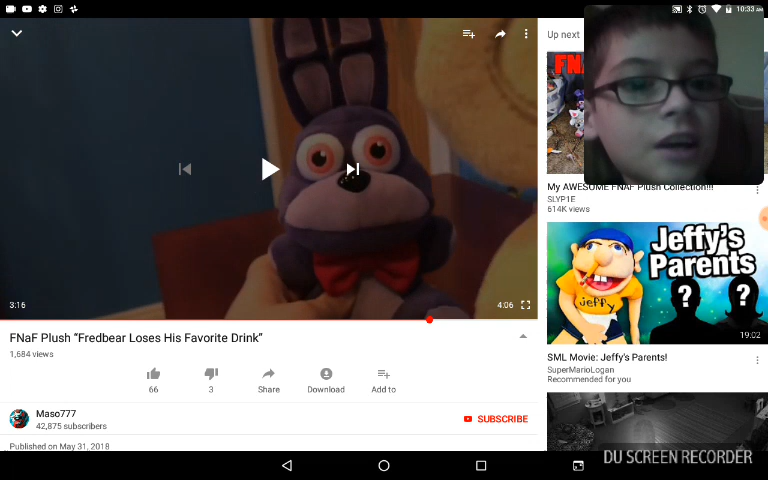 10:33 AM
Up next
FN
My AWESOME FNAF Plush Collection!!!
SLYP1E
614K views
3:16
4:06
Jeffy's
Parents
?
?
jeffy
19:02
FNaF Plush “Fredbear Loses His Favorite Drink”
1,684 views
66
3
Share
Download
Add to
SML Movie: Jeffy's Parents!
SuperMarioLogan
Recommended for you
Maso777
42,875 subscribers
SUBSCRIBE
Published on May 31, 2018
DU SCREEN RECORDER